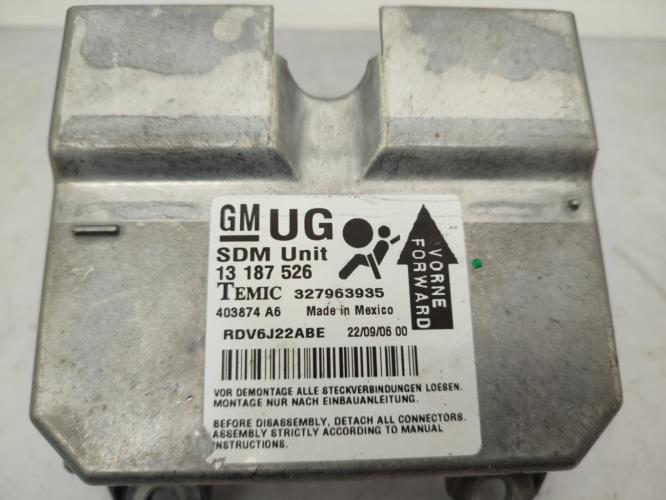 GM UG
SDM Unit
13 187 526
TEMIC 327963935
403874 A6 Made in Mexico
RDV6J22ABE 22/09/06 00
VORNE
FORWARD
VOR DEMONTAGE ALLE STECKVERBINDUNGEN LOESEN.
MONTAGE NUR NACH EINBAUANLEITUNG.
BEFORE DISASSEMBLY, DETACH ALL CONNECTORS.
ASSEMBLY STRICTLY ACCORDING TO MANUAL
INSTRUCTIONS.